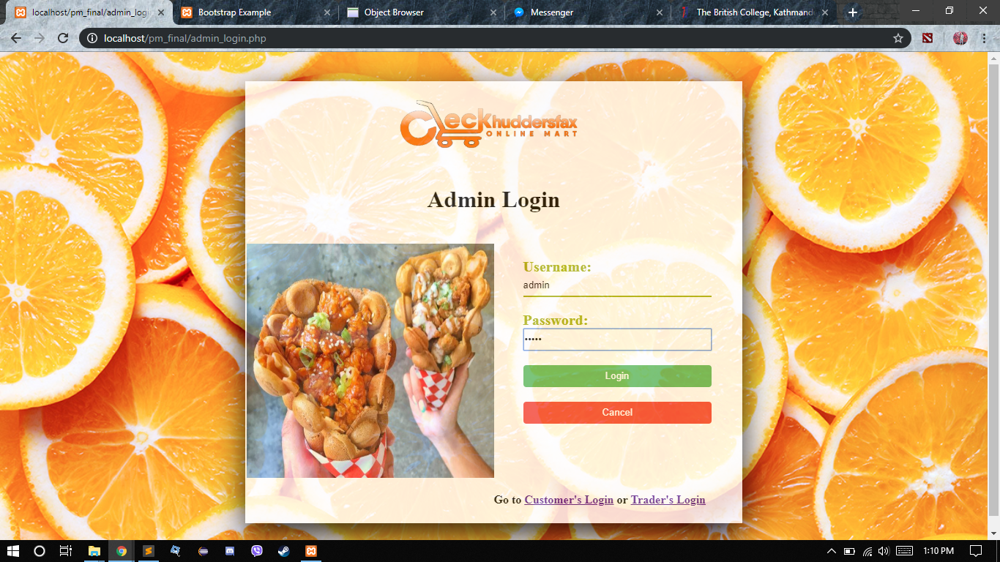 localhost/pm_final/admin_log
Bootstrap Example
Object Browser
Messenger
The British College, Kathmand
localhost/pm_final/admin_login.php
CleckhuddersfaX
ONLINE MART
Admin Login
Username:
admin
Password:
•••••
Login
Cancel
Go to Customer's Login or Trader's Login
1:10 PM